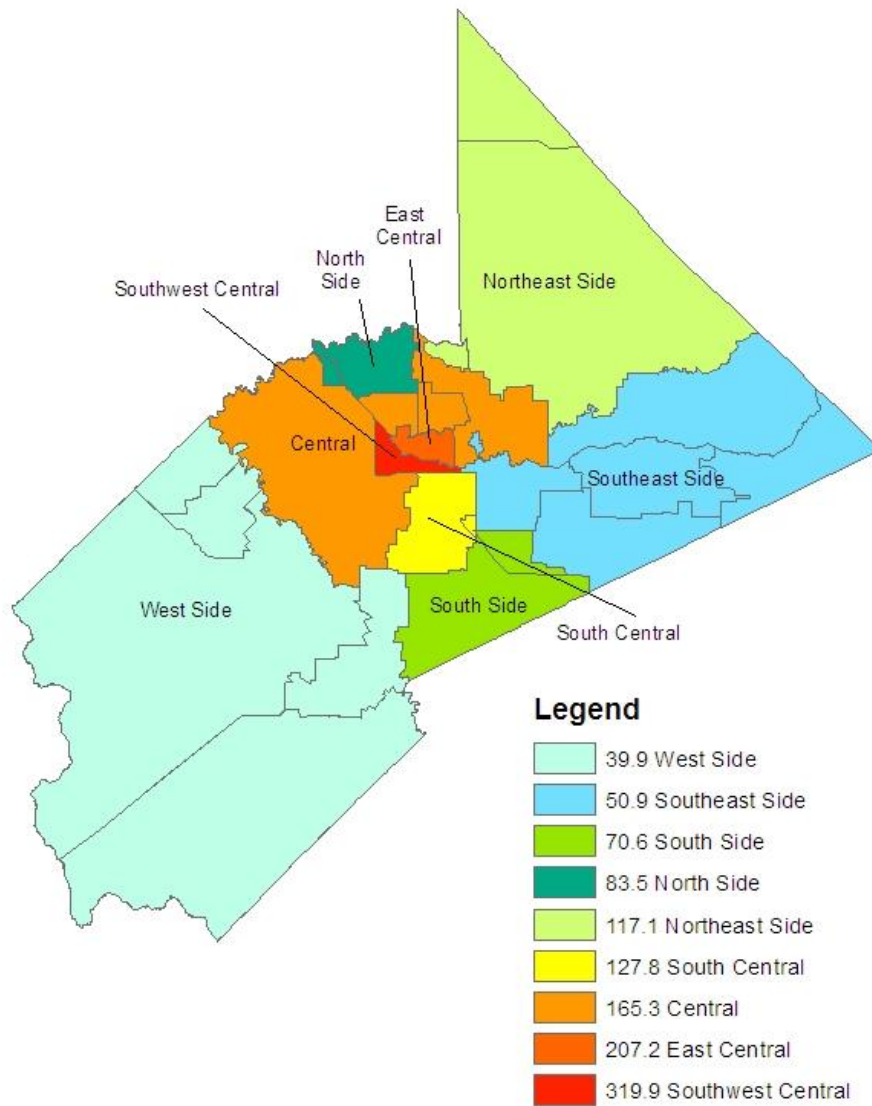 East
Central
North
Side
Northeast Side
Southwest Central
Central
Southeast Side
West Side
South Side
South Central
Legend
39.9 West Side
50.9 Southeast Side
70.6 South Side
83.5 North Side
117.1 Northeast Side
127.8 South Central
165.3 Central
207.2 East Central
319.9 Southwest Central